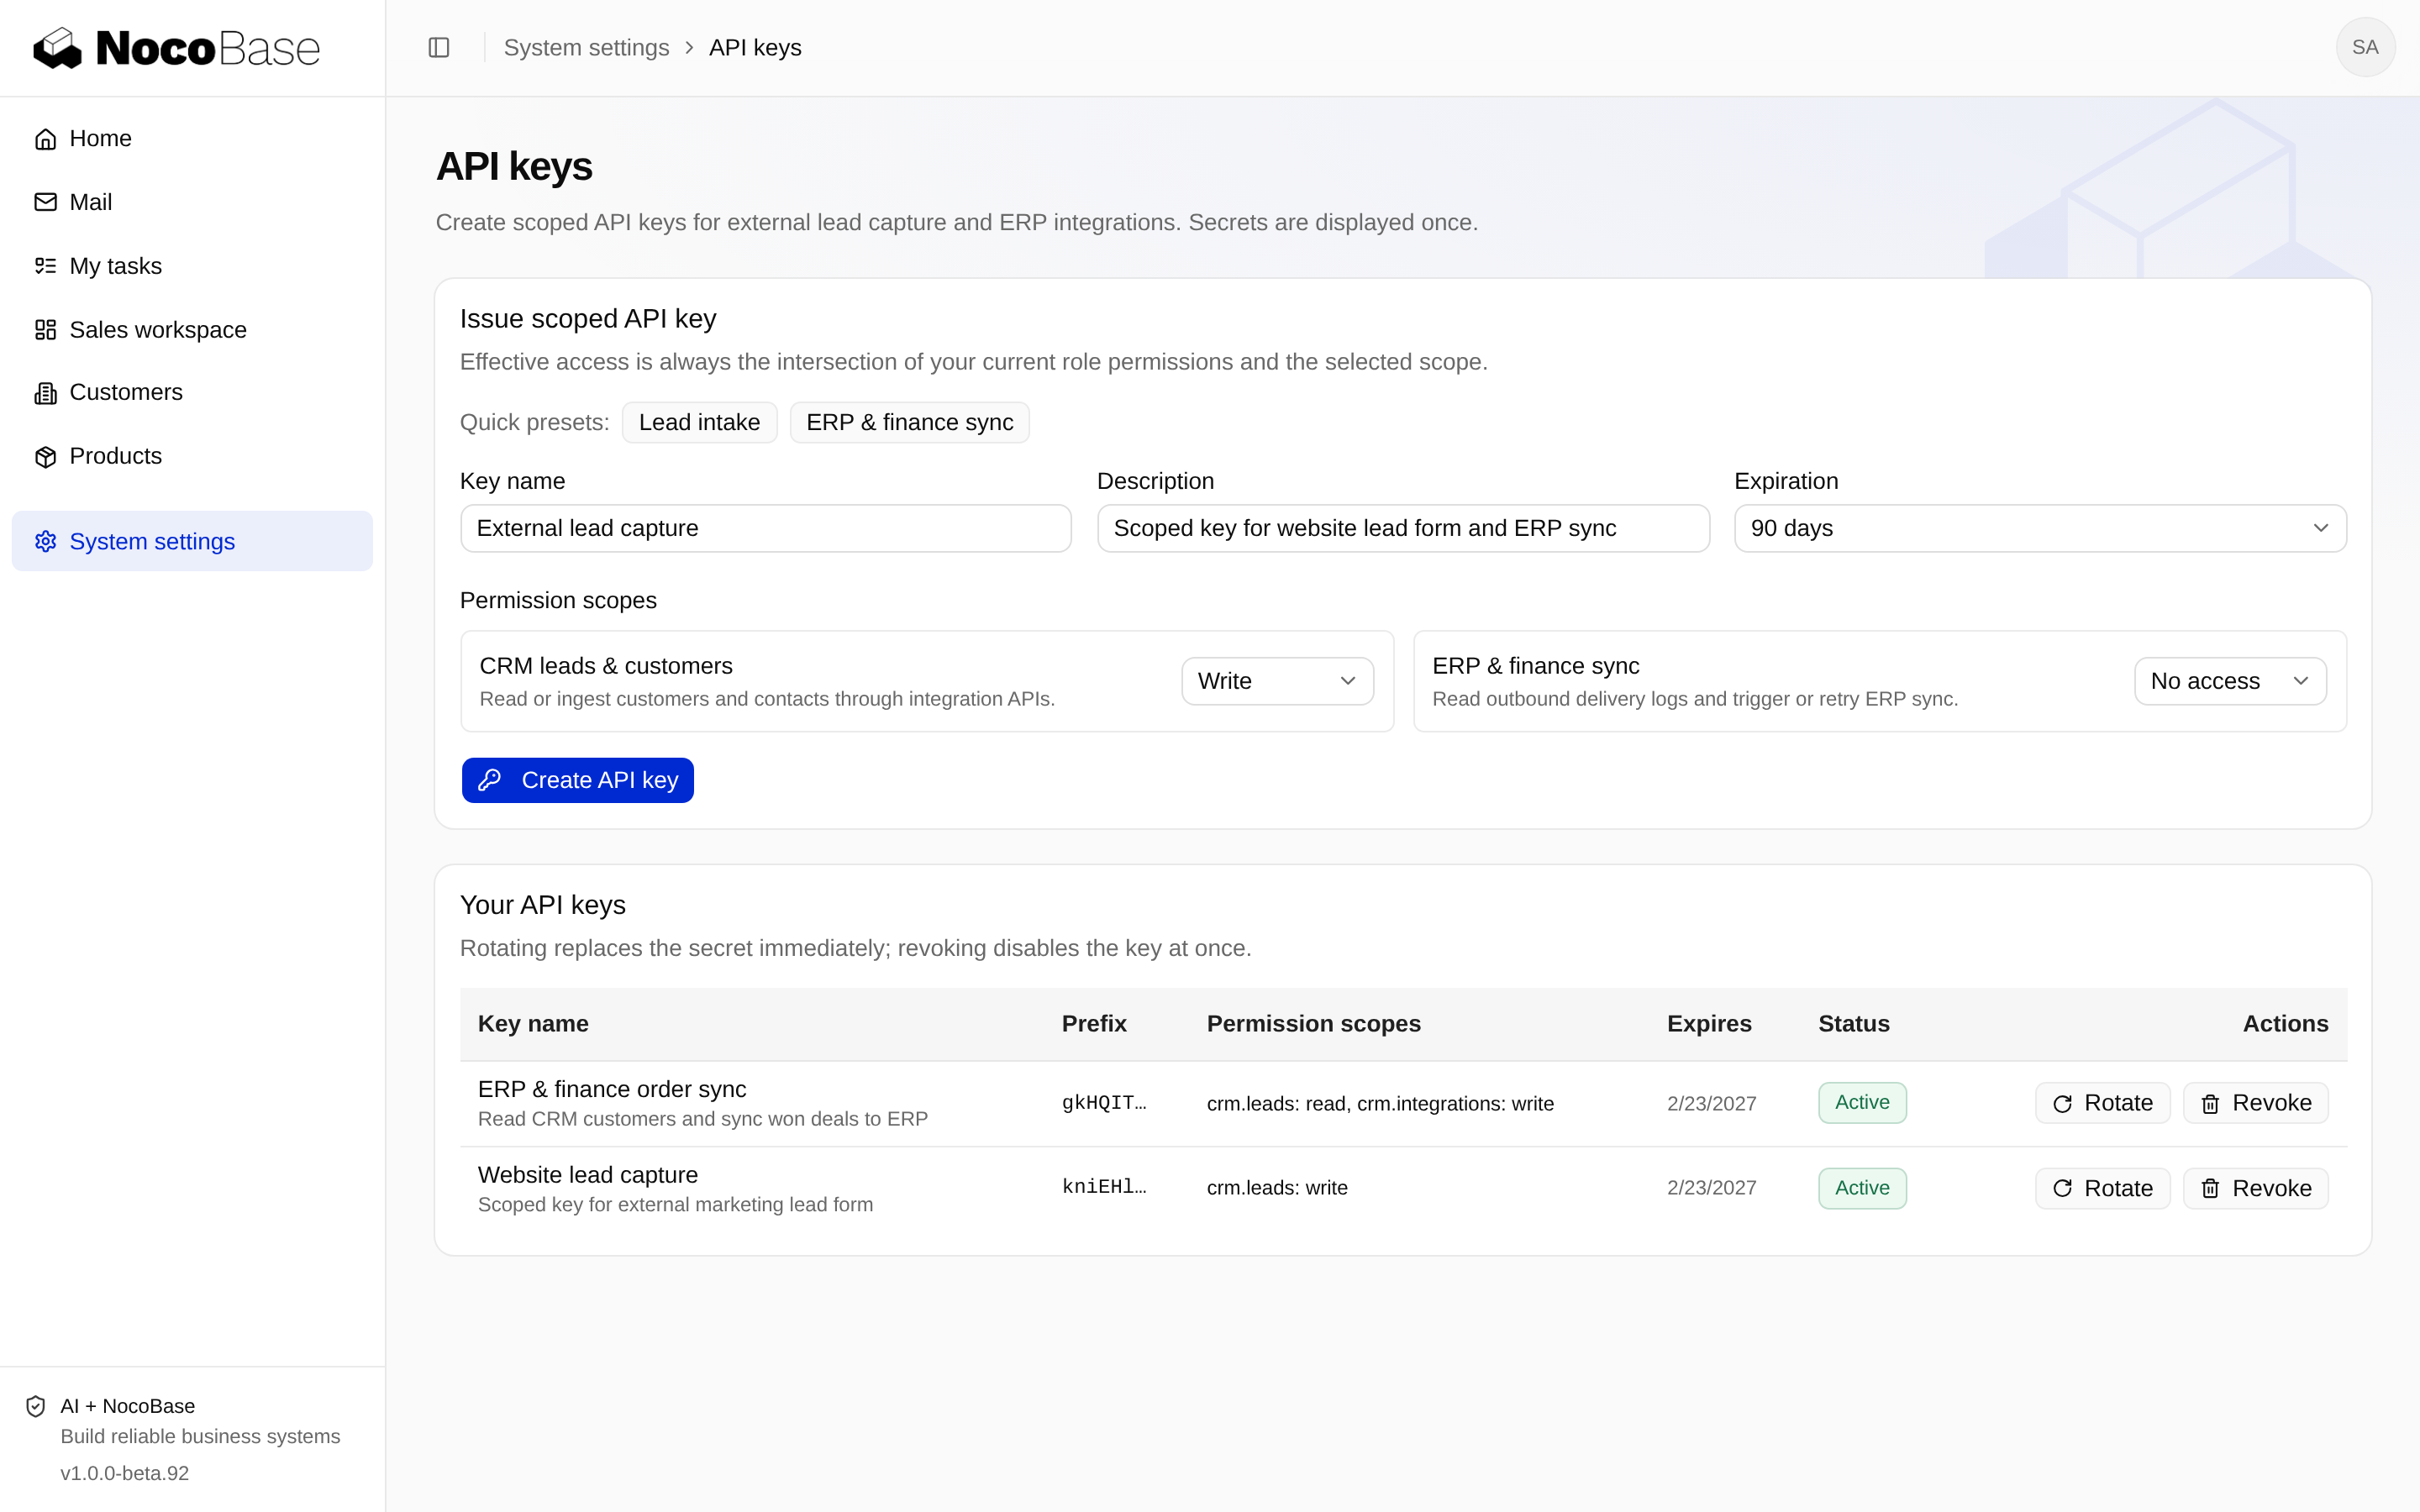 NocoBase
System settings
API keys
SA
Home
Mail
My tasks
Sales workspace
Customers
Products
System settings
API keys
Create scoped API keys for external lead capture and ERP integrations. Secrets are displayed once.
Issue scoped API key
Effective access is always the intersection of your current role permissions and the selected scope.
Quick presets:
Lead intake
ERP & finance sync
Key name
Description
Expiration
External lead capture
Scoped key for website lead form and ERP sync
90 days
Permission scopes
CRM leads & customers
Read or ingest customers and contacts through integration APIs.
Write
ERP & finance sync
Read outbound delivery logs and trigger or retry ERP sync.
No access
Create API key
Your API keys
Rotating replaces the secret immediately; revoking disables the key at once.
Key name
Prefix
Permission scopes
Expires
Status
Actions
ERP & finance order sync
Read CRM customers and sync won deals to ERP
gkHQIT…
crm.leads: read, crm.integrations: write
2/23/2027
Active
Rotate
Revoke
Website lead capture
Scoped key for external marketing lead form
kniEHl…
crm.leads: write
2/23/2027
Active
Rotate
Revoke
AI + NocoBase
Build reliable business systems
v1.0.0-beta.92